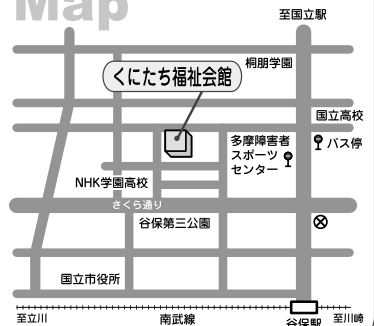 Map
至国立駅
桐朋学園
くにたち福祉会館
国立高校
多摩障害者
スポーツ
センター
バス停
NHK学園高校
さくら通り
谷保第三公園
国立市役所
至立川
南武線
谷保駅
至川崎